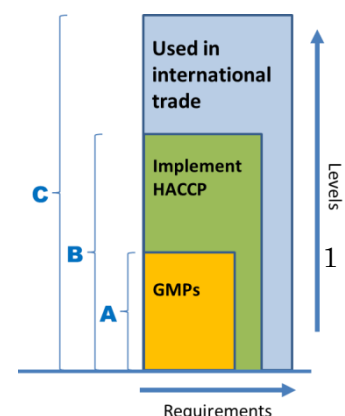 Used in
international
trade
Implement
HACCP
C
B
GMPs
A
Levels
1
Requirements